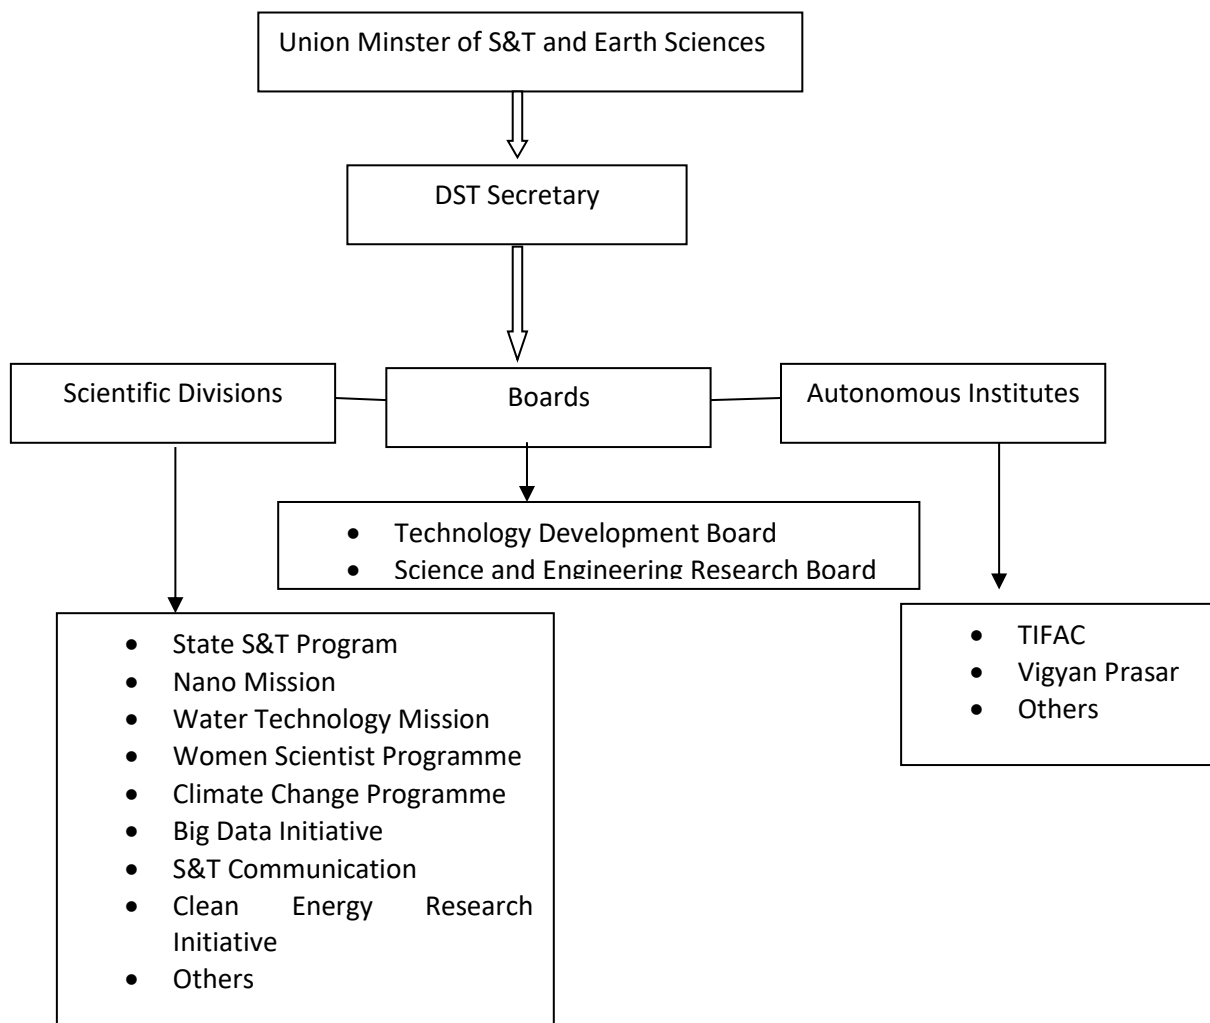 Union Minster of S&T and Earth Sciences
DST Secretary
Scientific Divisions
Boards
Autonomous Institutes
• Technology Development Board
• Science and Engineering Research Board
• State S&T Program
• Nano Mission
• Water Technology Mission
• Women Scientist Programme
• Climate Change Programme
• Big Data Initiative
• S&T Communication
• Clean Energy Research
Initiative
• Others
• TIFAC
• Vigyan Prasar
• Others